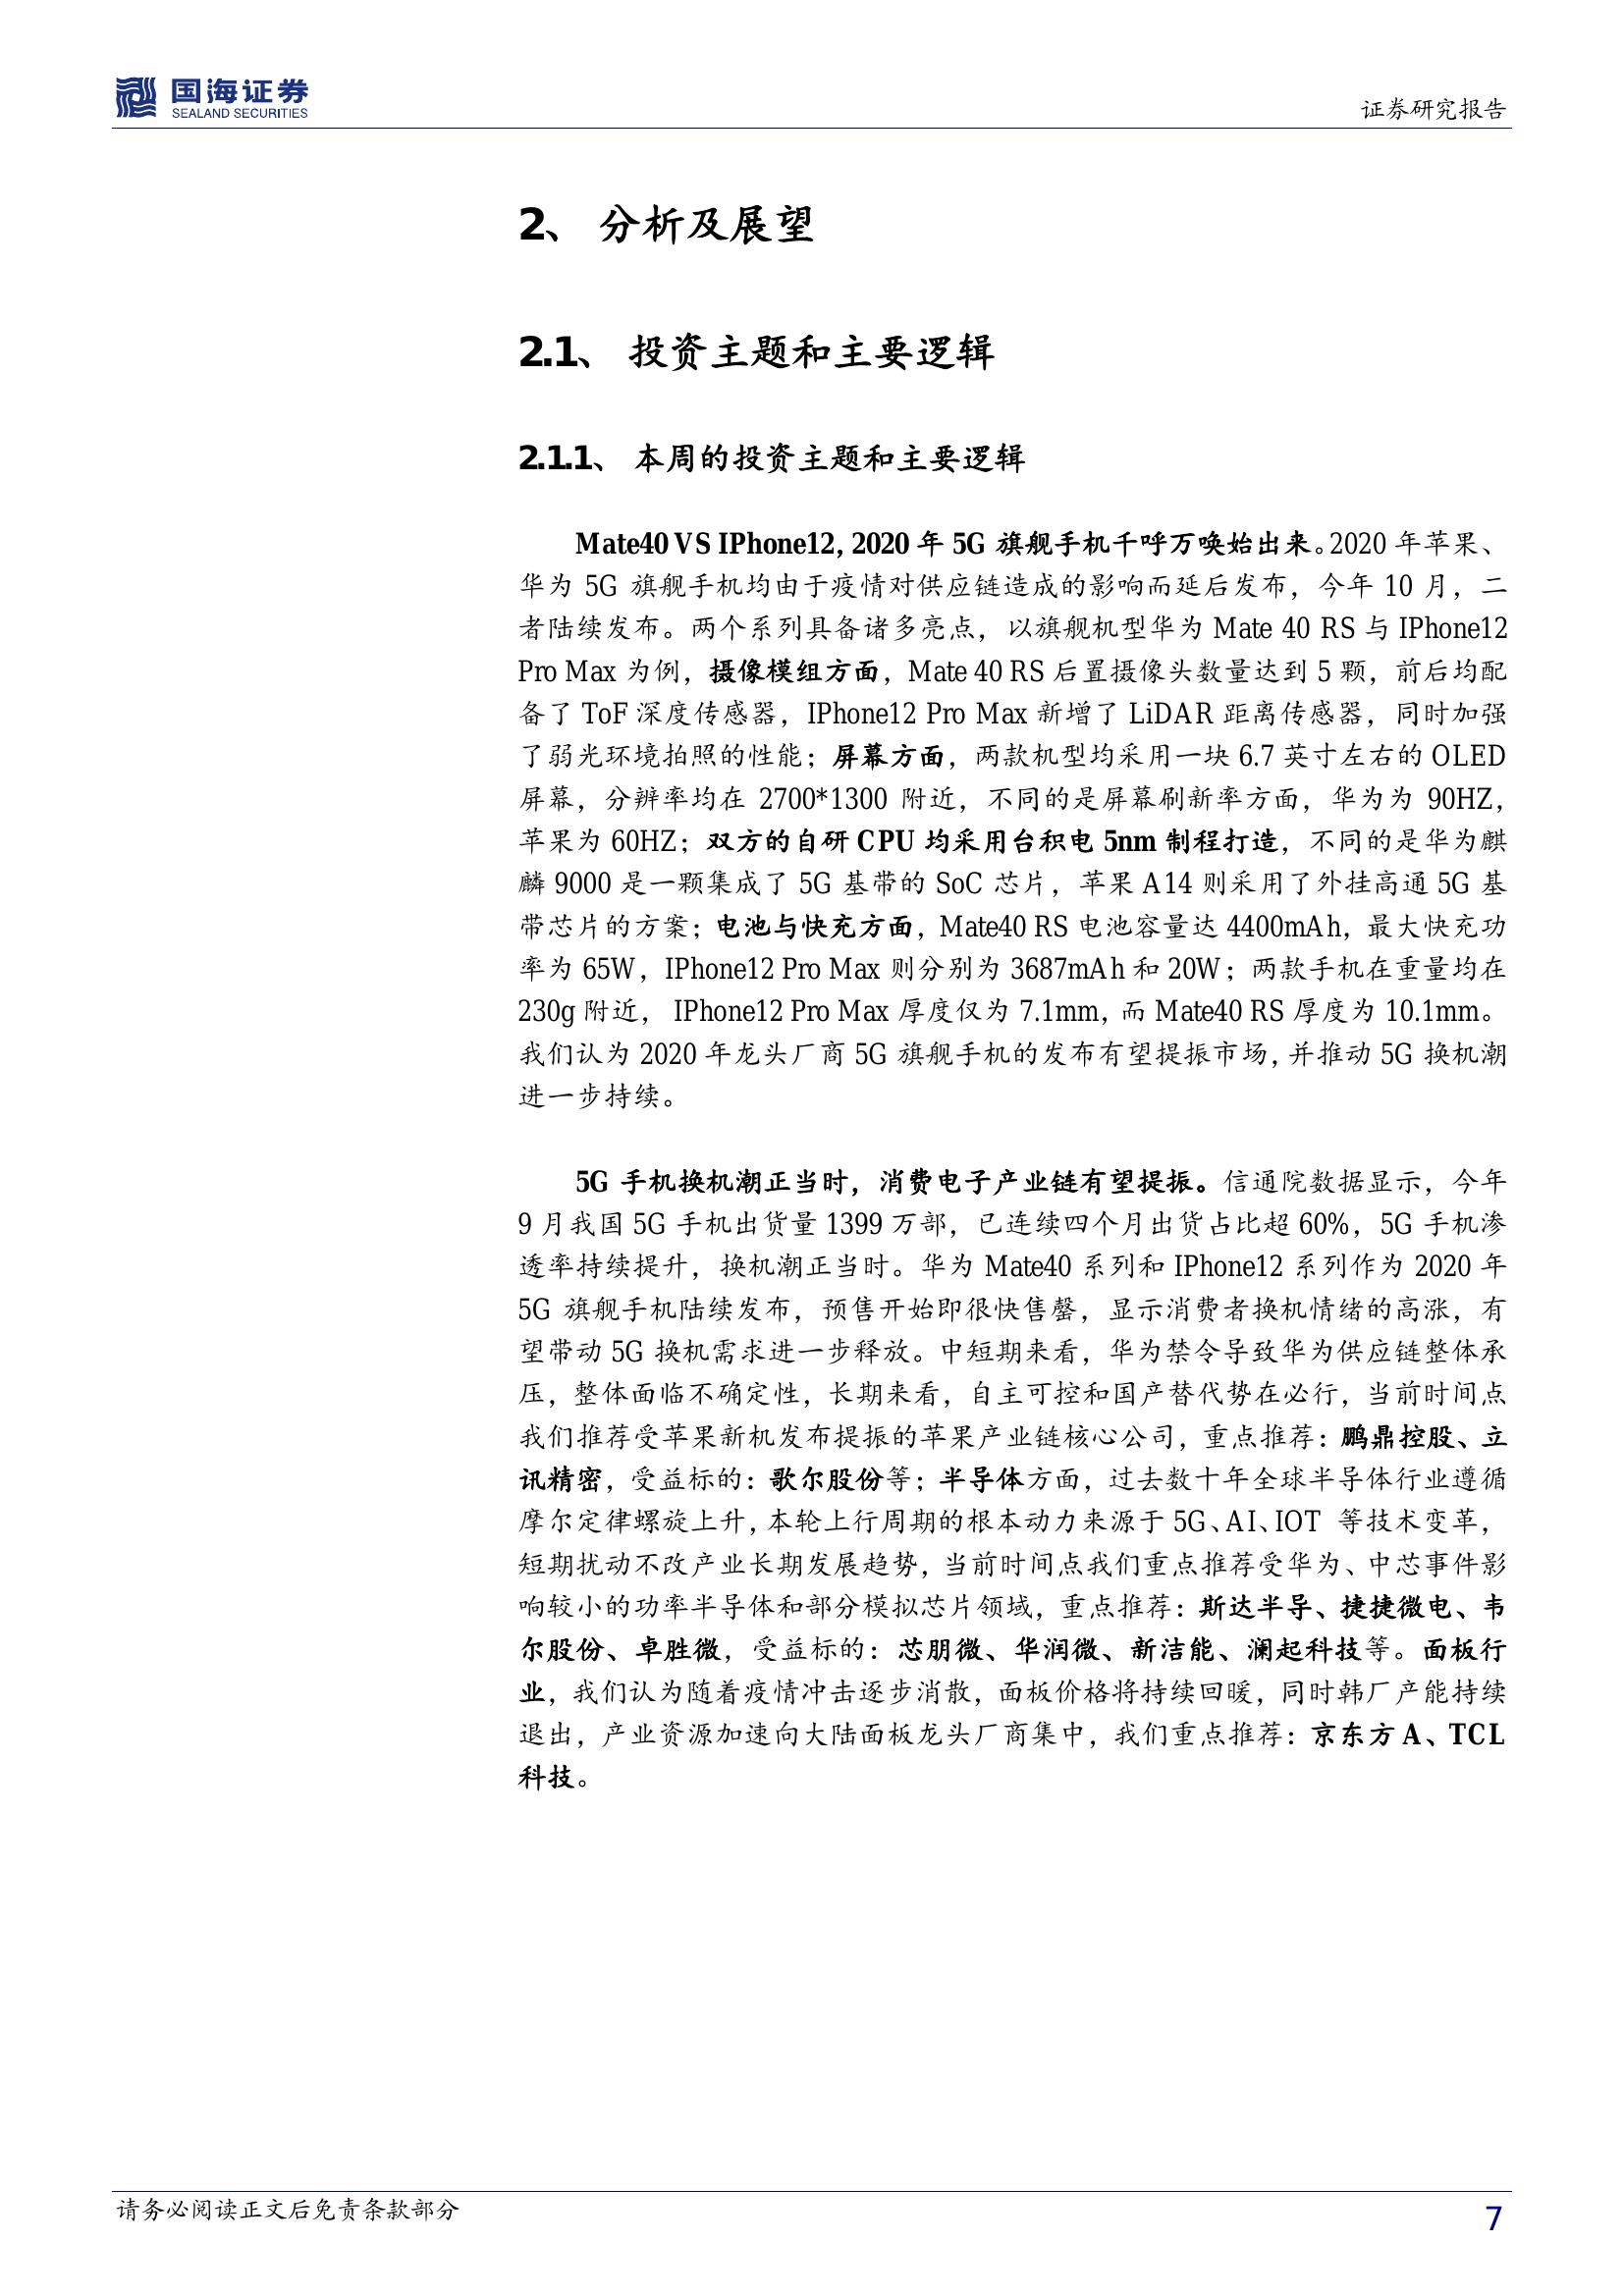 国海证券
SEALAND SECURITIES
证券研究报告
2、 分析及展望
2.1、 投资主题和主要逻辑
2.1.1、 本周的投资主题和主要逻辑
Mate40 VS IPhone12, 2020 年 5G 旗舰手机千呼万唤始出来。2020 年苹果、
华为 5G 旗舰手机均由于疫情对供应链造成的影响而延后发布，今年 10 月，二
者陆续发布。两个系列具备诸多亮点，以旗舰机型华为 Mate 40 RS 与 IPhone12
Pro Max 为例，摄像模组方面，Mate 40 RS 后置摄像头数量达到 5 颗，前后均配
备了 ToF 深度传感器，IPhone12 Pro Max 新增了 LiDAR 距离传感器，同时加强
了弱光环境拍照的性能；屏幕方面，两款机型均采用一块 6.7 英寸左右的 OLED
屏幕，分辨率均在 2700*1300 附近，不同的是屏幕刷新率方面，华为为 90HZ，
苹果为 60HZ；双方的自研 CPU 均采用台积电 5nm 制程打造，不同的是华为麒
麟 9000 是一颗集成了 5G 基带的 SoC 芯片，苹果 A14 则采用了外挂高通 5G 基
带芯片的方案；电池与快充方面，Mate40 RS 电池容量达 4400mAh，最大快充功
率为 65W，IPhone12 Pro Max 则分别为 3687mAh 和 20W；两款手机在重量均在
230g 附近， IPhone12 Pro Max 厚度仅为 7.1mm，而 Mate40 RS 厚度为 10.1mm。
我们认为 2020 年龙头厂商 5G 旗舰手机的发布有望提振市场，并推动 5G 换机潮
进一步持续。
5G 手机换机潮正当时，消费电子产业链有望提振。信通院数据显示，今年
9 月我国 5G 手机出货量 1399 万部，已连续四个月出货占比超 60%，5G 手机渗
透率持续提升，换机潮正当时。华为 Mate40 系列和 IPhone12 系列作为 2020 年
5G 旗舰手机陆续发布，预售开始即很快售罄，显示消费者换机情绪的高涨，有
望带动 5G 换机需求进一步释放。中短期来看，华为禁令导致华为供应链整体承
压，整体面临不确定性，长期来看，自主可控和国产替代势在必行，当前时间点
我们推荐受苹果新机发布提振的苹果产业链核心公司，重点推荐：鹏鼎控股、立
讯精密，受益标的：歌尔股份等；半导体方面，过去数十年全球半导体行业遵循
摩尔定律螺旋上升，本轮上行周期的根本动力来源于 5G、AI、IOT 等技术变革，
短期扰动不改产业长期发展趋势，当前时间点我们重点推荐受华为、中芯事件影
响较小的功率半导体和部分模拟芯片领域，重点推荐：斯达半导、捷捷微电、韦
尔股份、卓胜微，受益标的：芯朋微、华润微、新洁能、澜起科技等。面板行
业，我们认为随着疫情冲击逐步消散，面板价格将持续回暖，同时韩厂产能持续
退出，产业资源加速向大陆面板龙头厂商集中，我们重点推荐：京东方 A、TCL
科技。
请务必阅读正文后免责条款部分
7